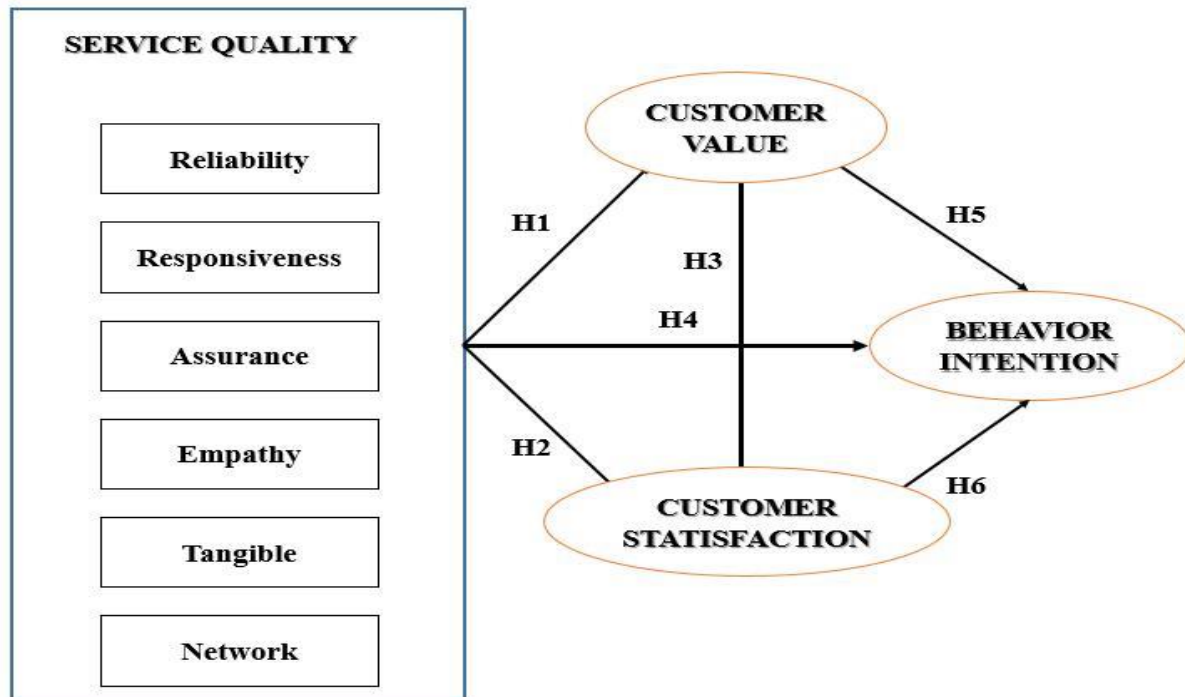 SERVICE QUALITY
Reliability
Responsiveness
Assurance
Empathy
Tangible
Network
H1
H2
CUSTOMER
VALUE
H3
H4
CUSTOMER
STATISFACTION
H5
H6
BEHAVIOR
INTENTION